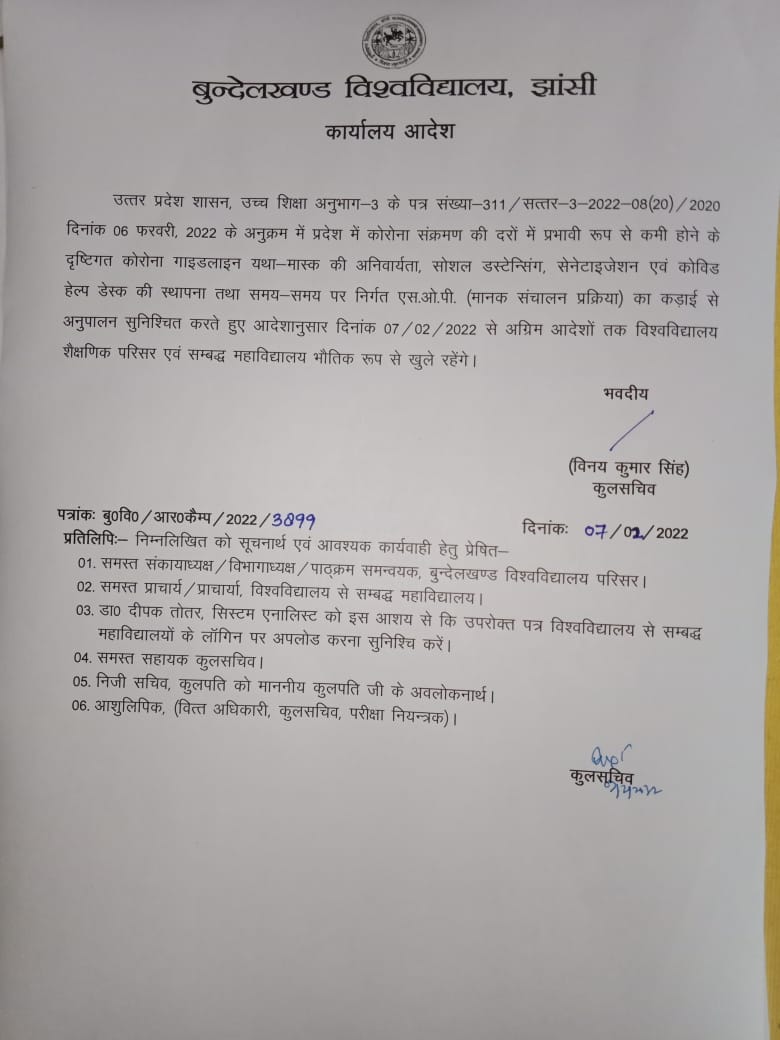 बुन्देलखण्ड विश्वविद्यालय, झांसी
कार्यालय आदेश
उत्तर प्रदेश शासन, उच्च शिक्षा अनुभाग–3 के पत्र संख्या–311/सत्तर–3–2022–08(20)/2020
दिनांक 06 फरवरी, 2022 के अनुक्रम में प्रदेश में कोरोना संक्रमण की दरों में प्रभावी रूप से कमी होने के
दृष्टिगत कोरोना गाइडलाइन यथा–मास्क की अनिवार्यता, सोशल डस्टेन्सिंग, सेनेटाइजेशन एवं कोविड
हेल्प डेस्क की स्थापना तथा समय–समय पर निर्गत एस.ओ.पी. (मानक संचालन प्रक्रिया) का कड़ाई से
अनुपालन सुनिश्चित करते हुए आदेशानुसार दिनांक 07/02/2022 से अग्रिम आदेशों तक विश्वविद्यालय
शैक्षणिक परिसर एवं सम्बद्ध महाविद्यालय भौतिक रूप से खुले रहेंगे।
भवदीय
(विनय कुमार सिंह)
कुलसचिव
पत्रांकः बु0वि0/आर0कैम्प/2022/3899
दिनांकः 07/02/2022
प्रतिलिपिः– निम्नलिखित को सूचनार्थ एवं आवश्यक कार्यवाही हेतु प्रेषित–
01. समस्त संकायाध्यक्ष/विभागाध्यक्ष/पाठ्क्रम समन्वयक, बुन्देलखण्ड विश्वविद्यालय परिसर।
02. समस्त प्राचार्य/प्राचार्या, विश्वविद्यालय से सम्बद्ध महाविद्यालय।
03. डा0 दीपक तोतर, सिस्टम एनालिस्ट को इस आशय से कि उपरोक्त पत्र विश्वविद्यालय से सम्बद्ध
महाविद्यालयों के लॉगिन पर अपलोड करना सुनिश्चि करें।
04. समस्त सहायक कुलसचिव।
05. निजी सचिव, कुलपति को माननीय कुलपति जी के अवलोकनार्थ।
06. आशुलिपिक, (वित्त अधिकारी, कुलसचिव, परीक्षा नियन्त्रक)।
कुलसचिव